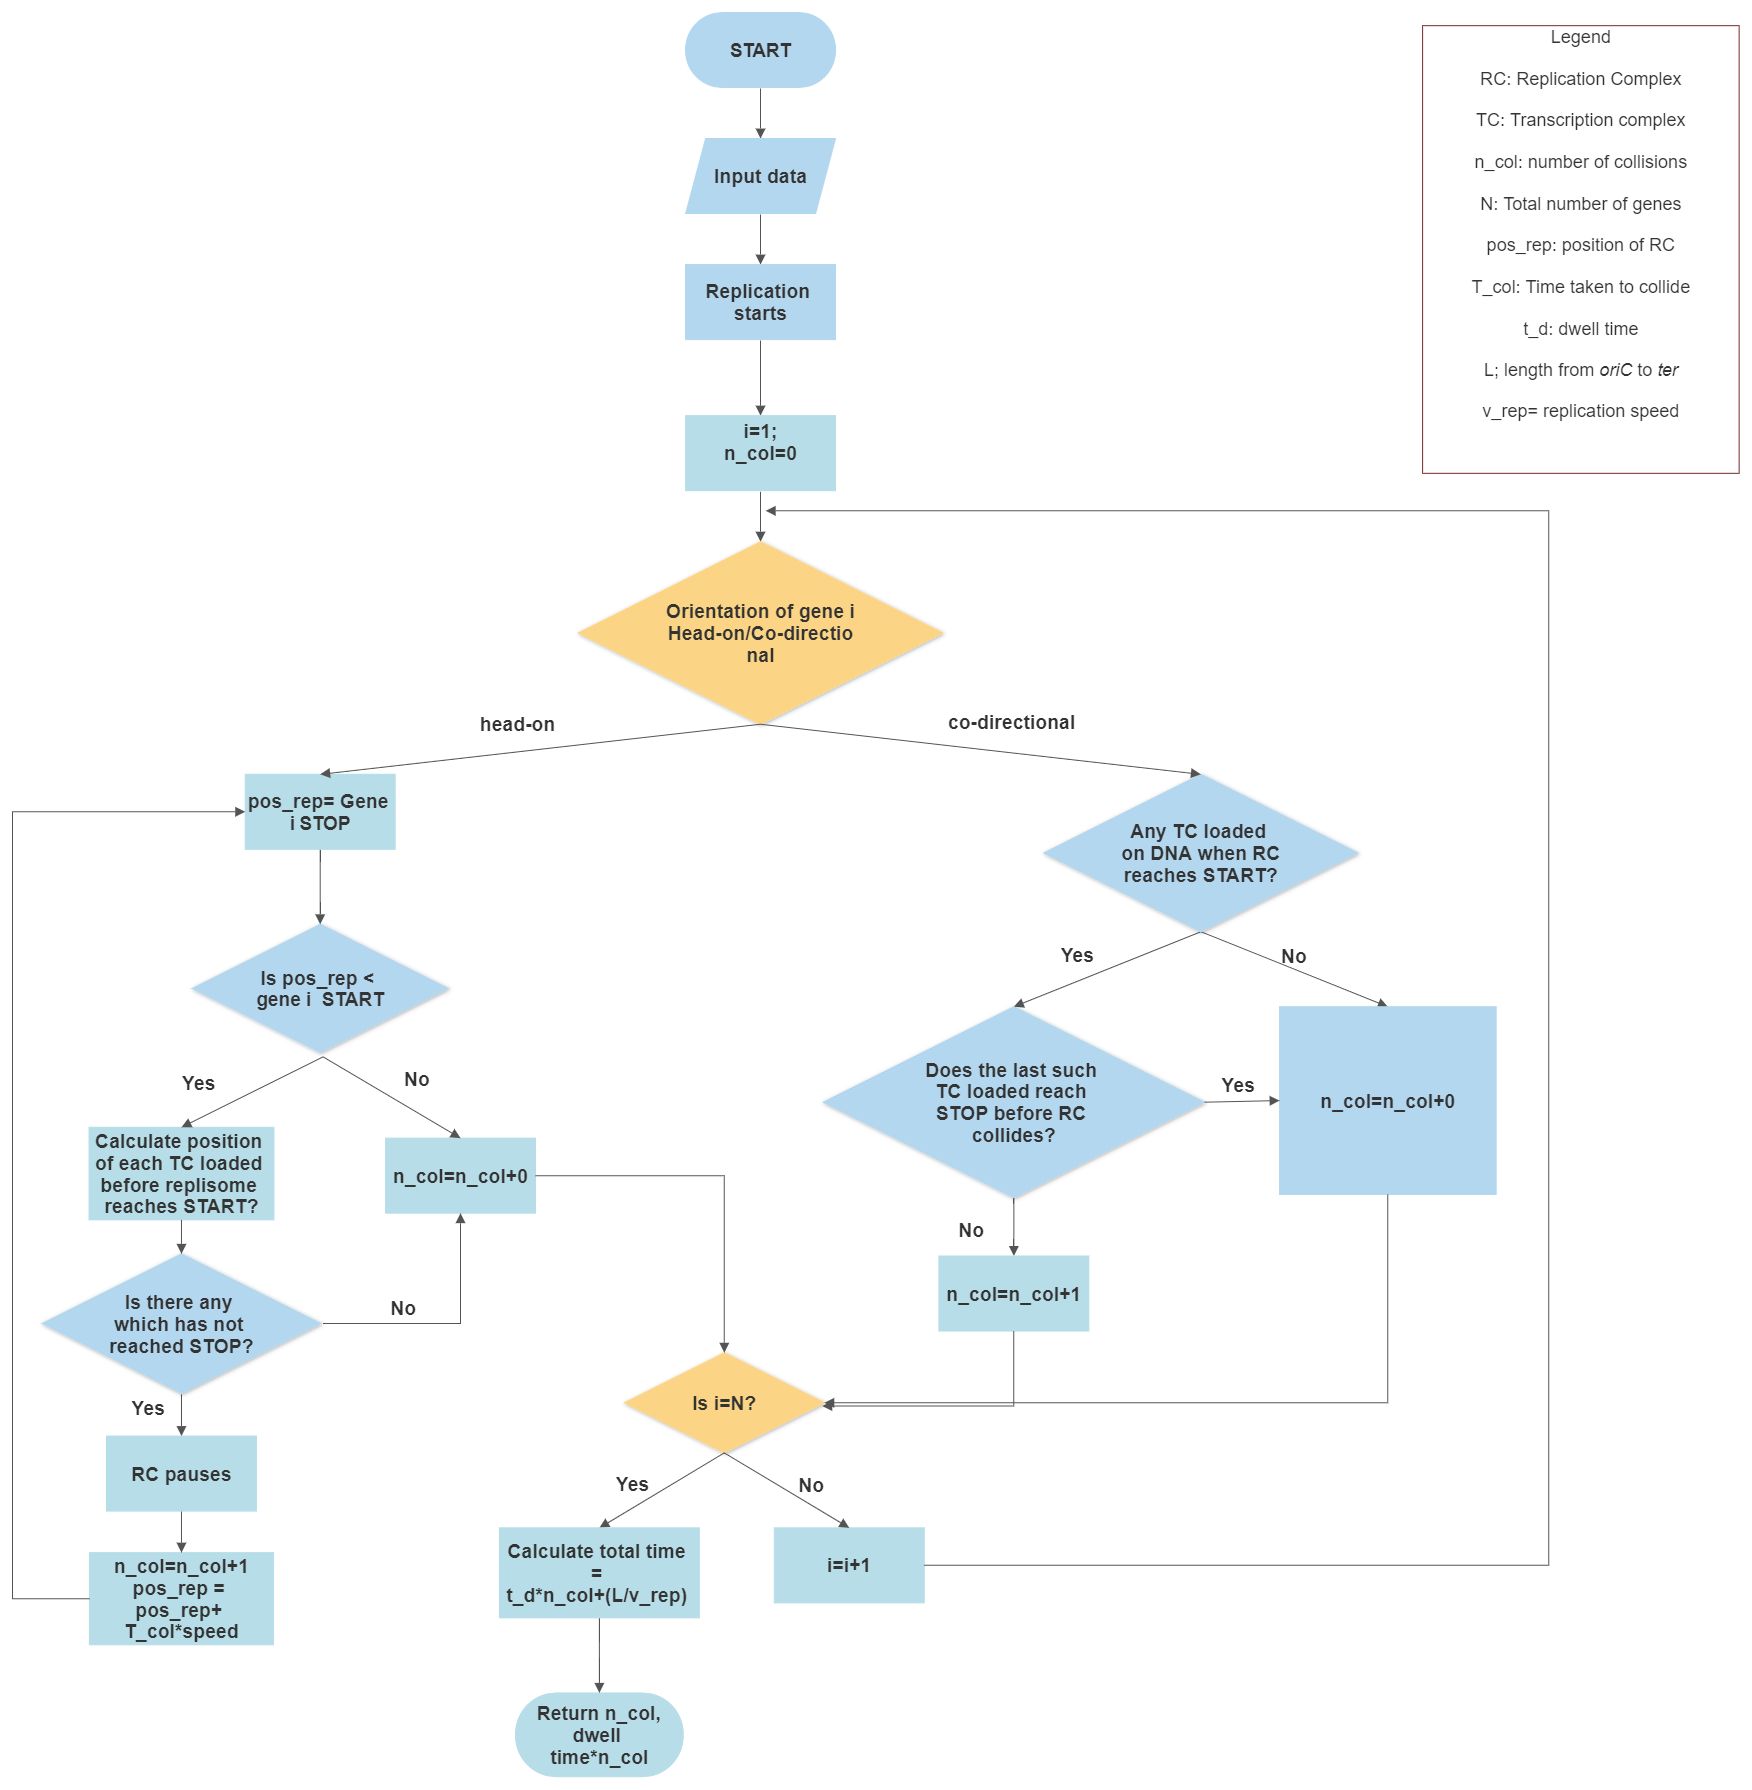 START
Input data
Replication
starts
i=1;
n_col=0
Legend
RC: Replication Complex
TC: Transcription complex
n_col: number of collisions
N: Total number of genes
pos_rep: position of RC
T_col: Time taken to collide
t_d: dwell time
L; length from oriC to ter
v_rep= replication speed
Orientation of gene i
Head-on/Co-directio
nal
head-on
co-directional
pos_rep= Gene
i STOP
Is pos_rep <
gene i  START
Yes
No
Calculate position
of each TC loaded
before replisome
reaches START?
n_col=n_col+0
Is there any
which has not
reached STOP?
No
Yes
RC pauses
n_col=n_col+1
pos_rep =
pos_rep+
T_col*speed
Any TC loaded
on DNA when RC
reaches START?
Yes
No
Does the last such
TC loaded reach
STOP before RC
collides?
Yes
n_col=n_col+0
No
n_col=n_col+1
Is i=N?
Yes
No
Calculate total time
=
t_d*n_col+(L/v_rep)
i=i+1
Return n_col,
dwell
time*n_col